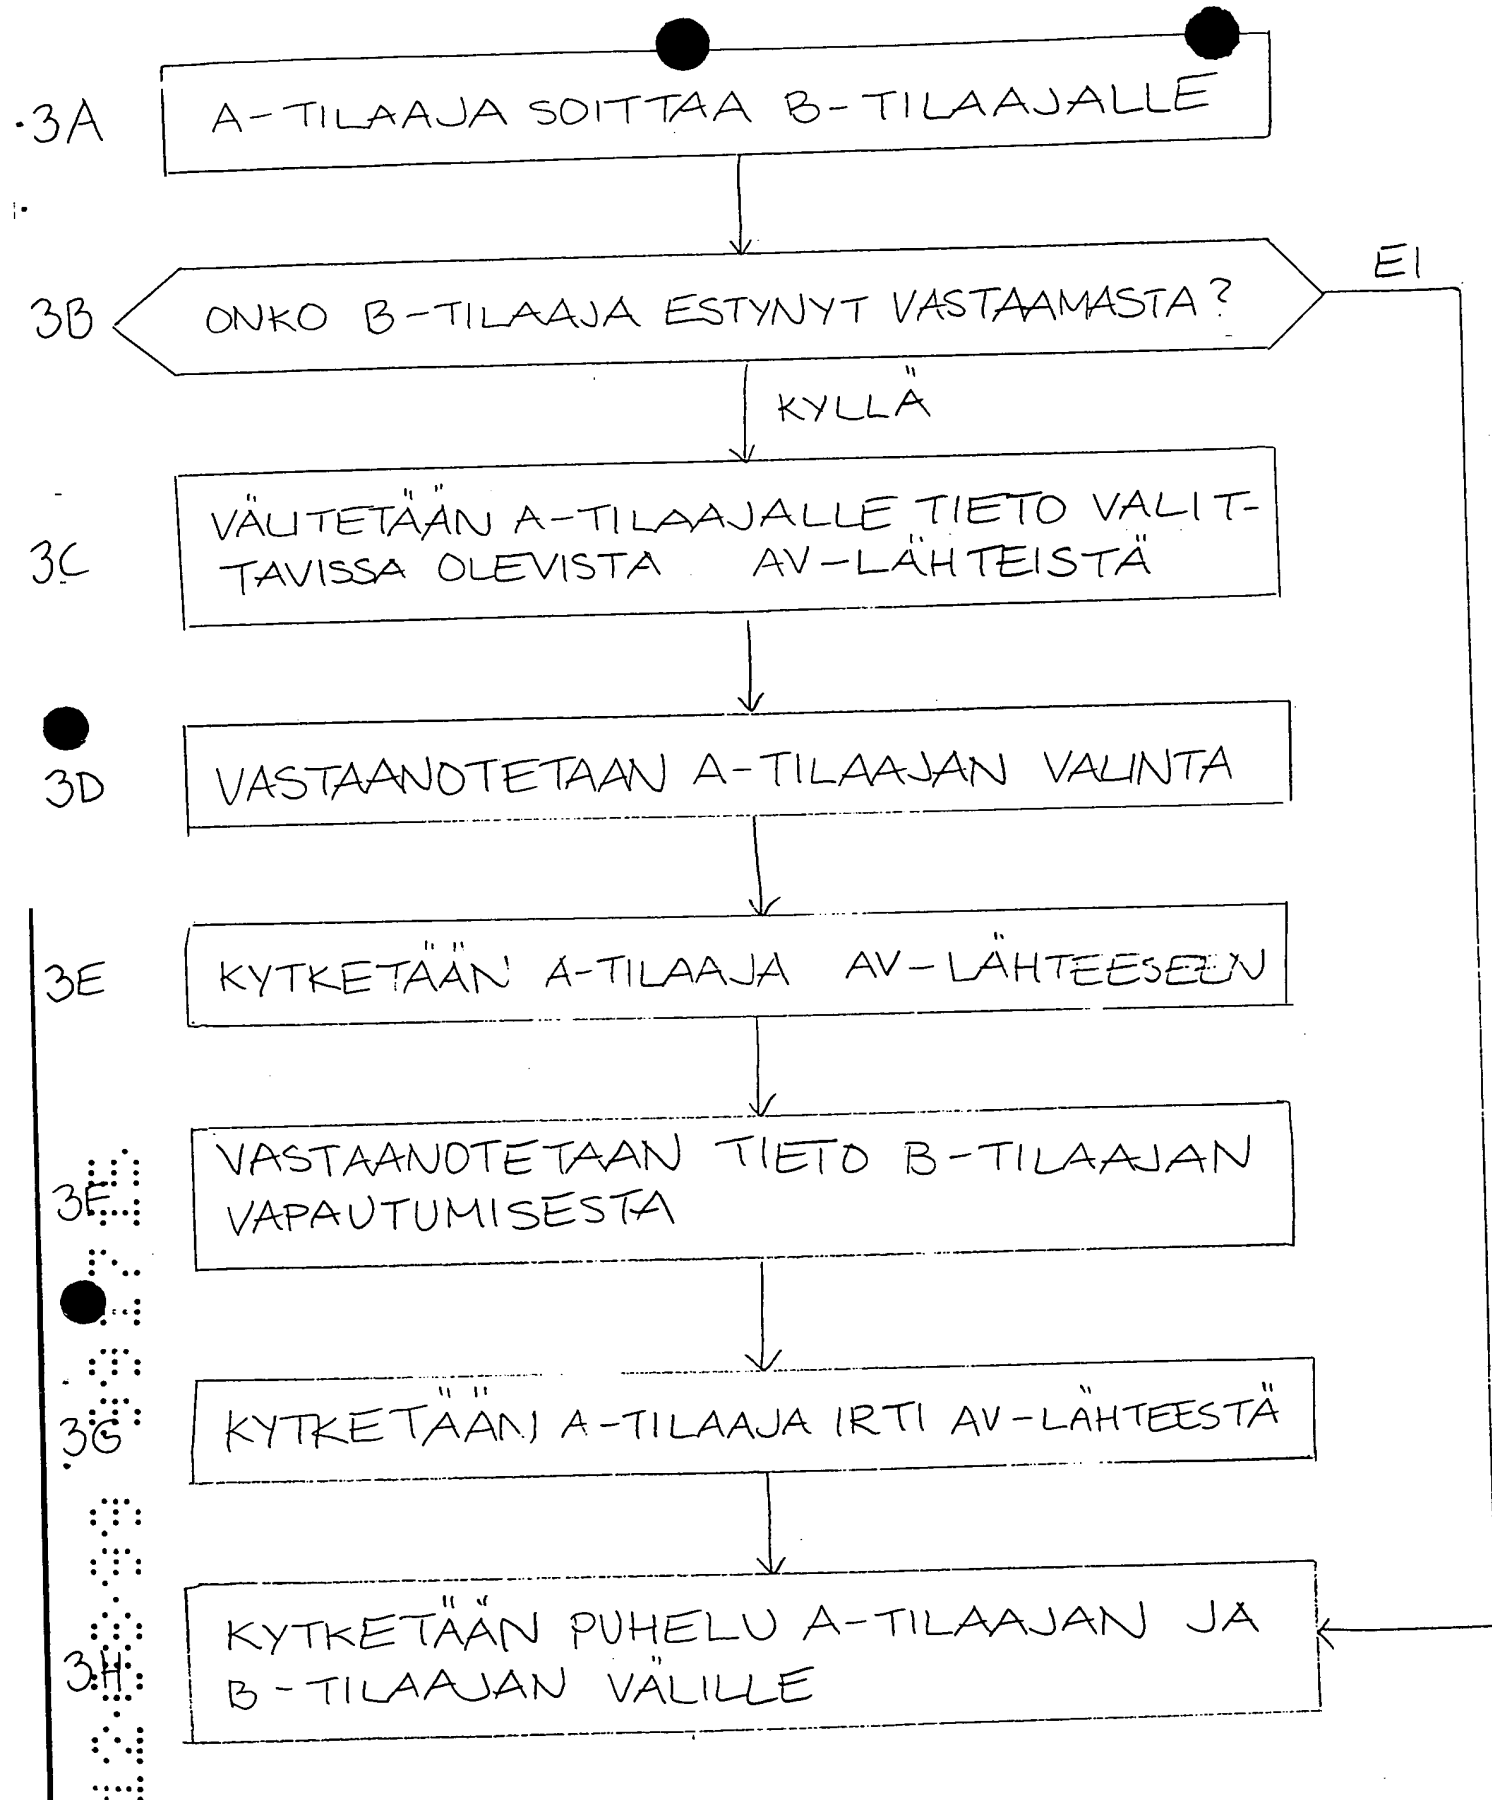 3A A-TILAAJA SOITTAA B-TILAAJALLE
EI
3B ONKO B-TILAAJA ESTYNYT VASTAAMASTA?
KYLLÄ
VÄLITETÄÄN A-TILAAJALLE TIETO VALIT-
3C TAVISSA OLEVISTA AV-LÄHTEISTÄ
3D VASTAANOTETAAN A-TILAAJAN VALINTA
3E KYTKETÄÄN A-TILAAJA AV-LÄHTEESEEN
VASTAANOTETAAN TIETO B-TILAAJAN
3F VAPAUTUMISESTA
3G KYTKETÄÄN A-TILAAJA IRTI AV-LÄHTEESTÄ
KYTKETÄÄN PUHELU A-TILAAJAN JA
3H B-TILAAJAN VÄLILLE